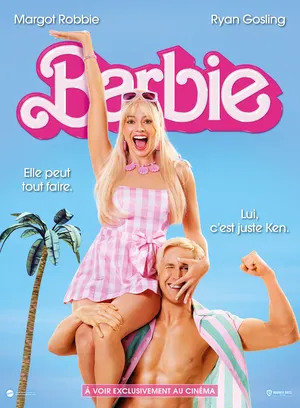 Margot Robbie
Ryan Gosling
Barbie
Elle peut
tout faire.
Lui,
c'est juste Ken.
À VOIR EXCLUSIVEMENT AU CINÉMA